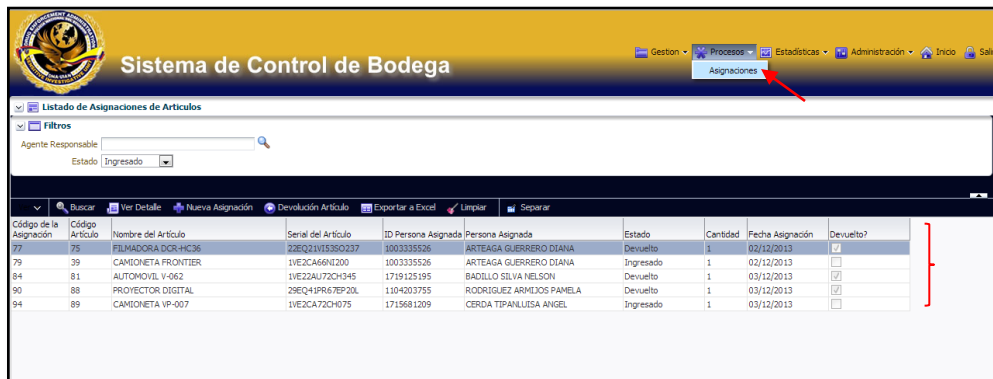 Sistema de Control de Bodega
Gestion Procesos Estadísticas Administración Inicio Sali
Asignaciones
Listado de Asignaciones de Articulos
Filtros
Agente Responsable
Estado Ingresado
Buscar Ver Detalle Nueva Asignación Devolución Artículo Exportar a Excel Limpiar Separar
Código de la Asignación Código Artículo Nombre del Artículo Serial del Artículo ID Persona Asignada Persona Asignada Estado Cantidad Fecha Asignación Devuelto?
77 75 FILMADORA DCR-HC36 22EQ21VI53SO237 1003335526 ARTEAGA GUERRERO DIANA Devuelto 1 02/12/2013
79 39 CAMIONETA FRONTIER 1VE2CA66NI200 1003335526 ARTEAGA GUERRERO DIANA Ingresado 1 02/12/2013
84 81 AUTOMOVIL V-062 1VE22AU72CH345 1719125195 BADILLO SILVA NELSON Devuelto 1 03/12/2013
90 88 PROYECTOR DIGITAL 29EQ41PR67EP20L 1104203755 RODRIGUEZ ARMIJOS PAMELA Devuelto 1 03/12/2013
94 89 CAMIONETA VP-007 1VE2CA72CH075 1715681209 CERDA TIPANLUISA ANGEL Ingresado 1 03/12/2013